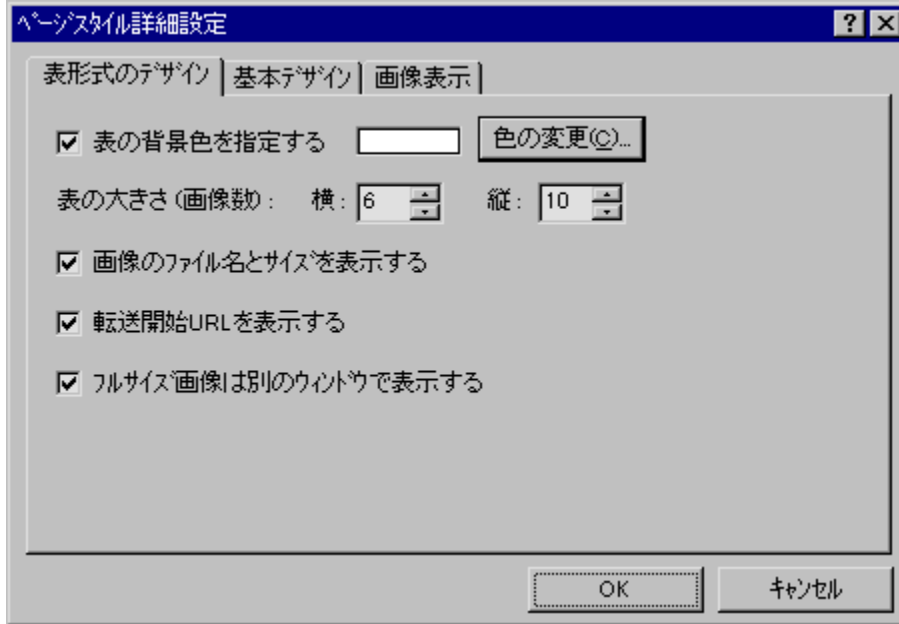 ﾍﾟｰｼﾞｽﾀｲﾙ詳細設定
表形式のﾃﾞｻﾞｲﾝ 基本ﾃﾞｻﾞｲﾝ 画像表示
表の背景色を指定する 色の変更(C)...
表の大きさ(画像数): 横: 6 縦: 10
画像のﾌｧｲﾙ名とｻｲｽﾞを表示する
転送開始URLを表示する
ﾌﾙｻｲｽﾞ画像は別のｳｨﾝﾄﾞｳで表示する
OK ｷｬﾝｾﾙ